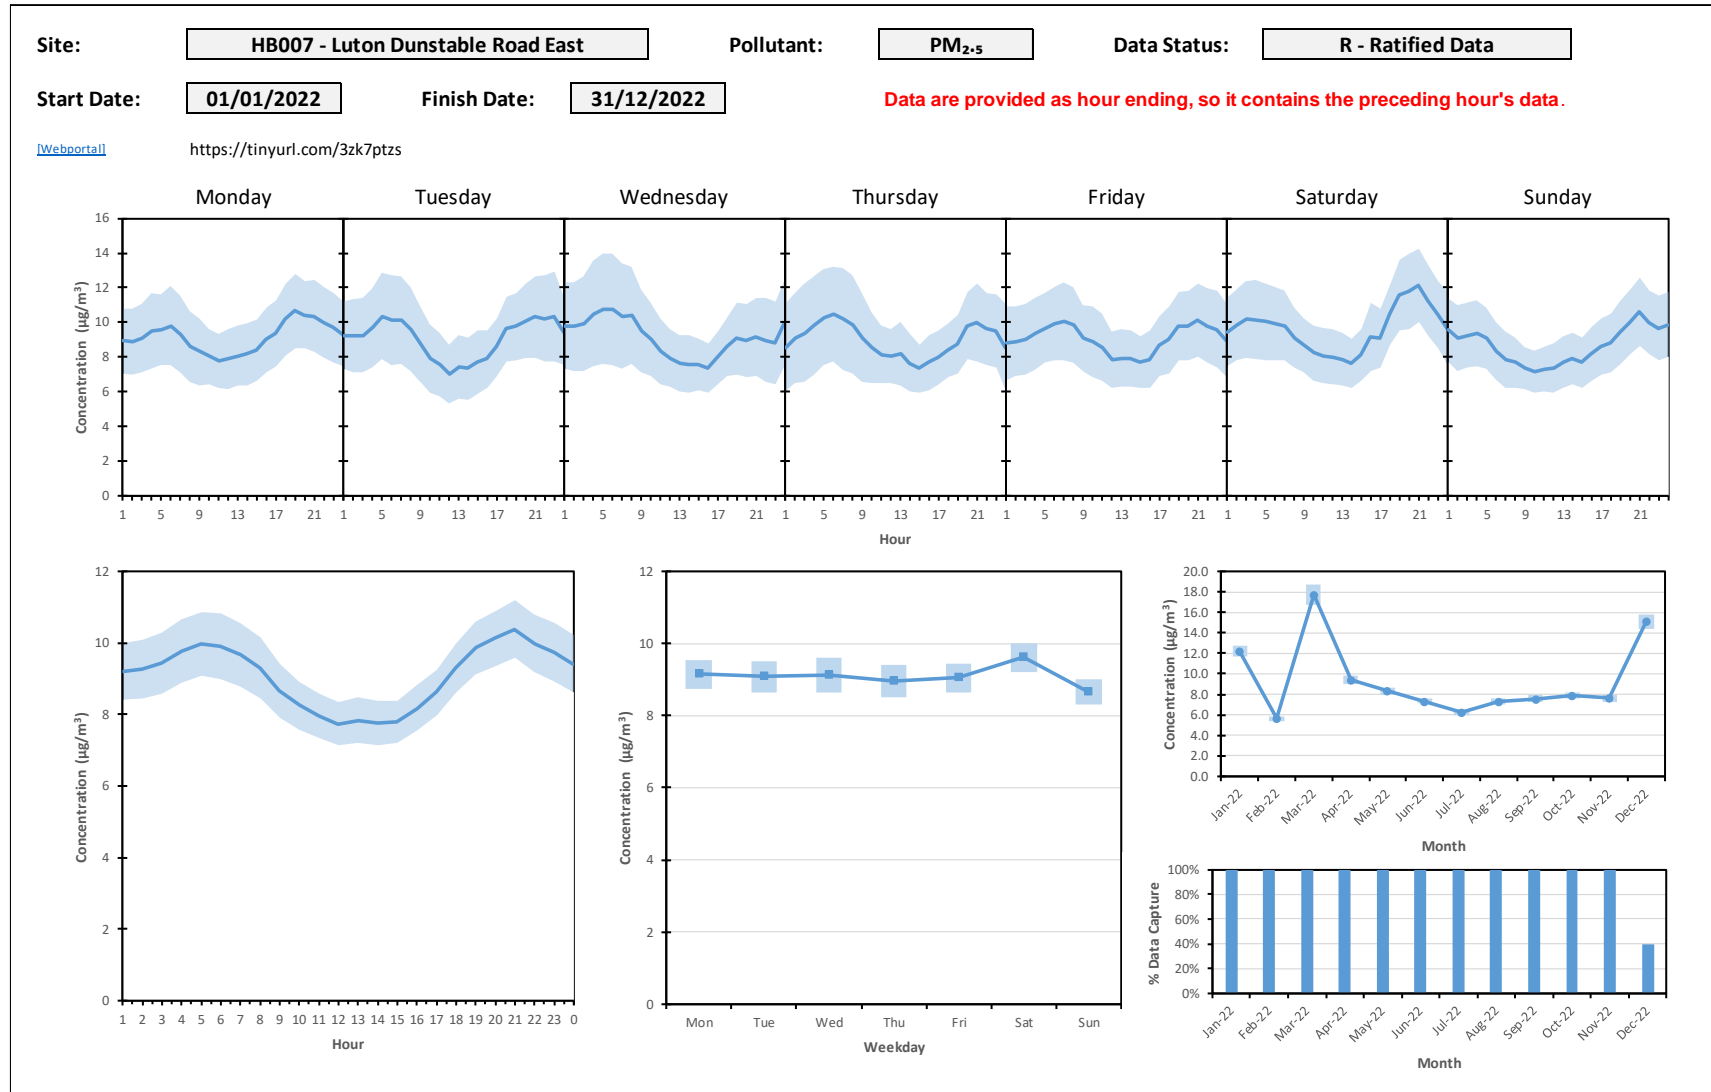 Site: HB007 - Luton Dunstable Road East Pollutant: PM₂.₅ Data Status: R - Ratified Data
Start Date: 01/01/2022 Finish Date: 31/12/2022 Data are provided as hour ending, so it contains the preceding hour's data.
[Webportal] https://tinyurl.com/3zk7ptzs
Monday Tuesday Wednesday Thursday Friday Saturday Sunday
Concentration (µg/m³)
16
14
12
10
8
6
4
2
0
1 5 9 13 17 21 1 5 9 13 17 21 1 5 9 13 17 21 1 5 9 13 17 21 1 5 9 13 17 21 1 5 9 13 17 21 1 5 9 13 17 21
Hour
Concentration (µg/m³)
12
10
8
6
4
2
0
1 2 3 4 5 6 7 8 9 10 11 12 13 14 15 16 17 18 19 20 21 22 23 0
Hour
Concentration (µg/m³)
12
10
8
6
4
2
0
Mon Tue Wed Thu Fri Sat Sun
Weekday
Concentration (µg/m³)
20.0
18.0
16.0
14.0
12.0
10.0
8.0
6.0
4.0
2.0
0.0
Jan-22 Feb-22 Mar-22 Apr-22 May-22 Jun-22 Jul-22 Aug-22 Sep-22 Oct-22 Nov-22 Dec-22
Month
% Data Capture
100%
80%
60%
40%
20%
0%
Jan-22 Feb-22 Mar-22 Apr-22 May-22 Jun-22 Jul-22 Aug-22 Sep-22 Oct-22 Nov-22 Dec-22
Month